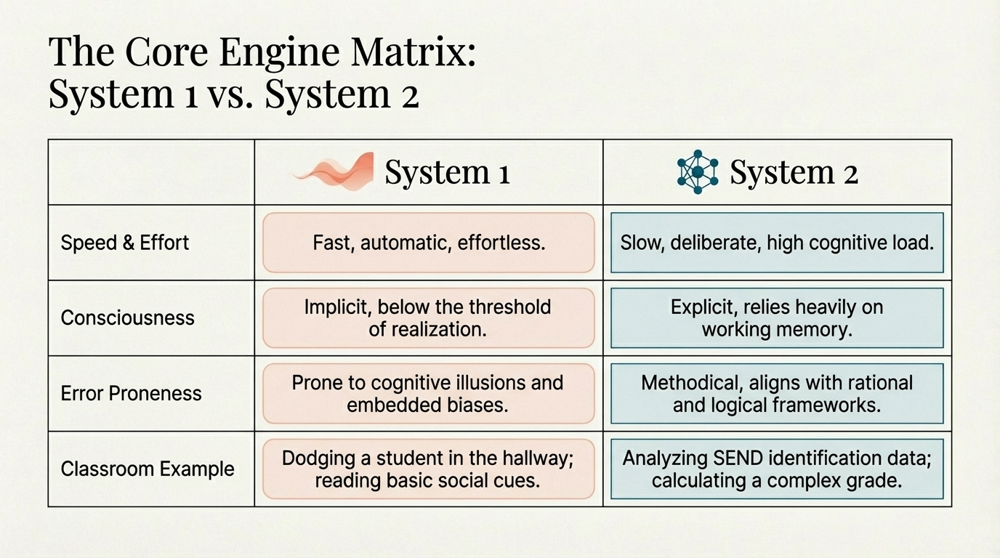 The Core Engine Matrix:
System 1 vs. System 2
System 1
System 2
Speed & Effort
Fast, automatic, effortless.
Slow, deliberate, high cognitive load.
Consciousness
Implicit, below the threshold
of realization.
Explicit, relies heavily on
working memory.
Error Proneness
Prone to cognitive illusions and
embedded biases.
Methodical, aligns with rational
and logical frameworks.
Classroom Example
Dodging a student in the hallway;
reading basic social cues.
Analyzing SEND identification data;
calculating a complex grade.